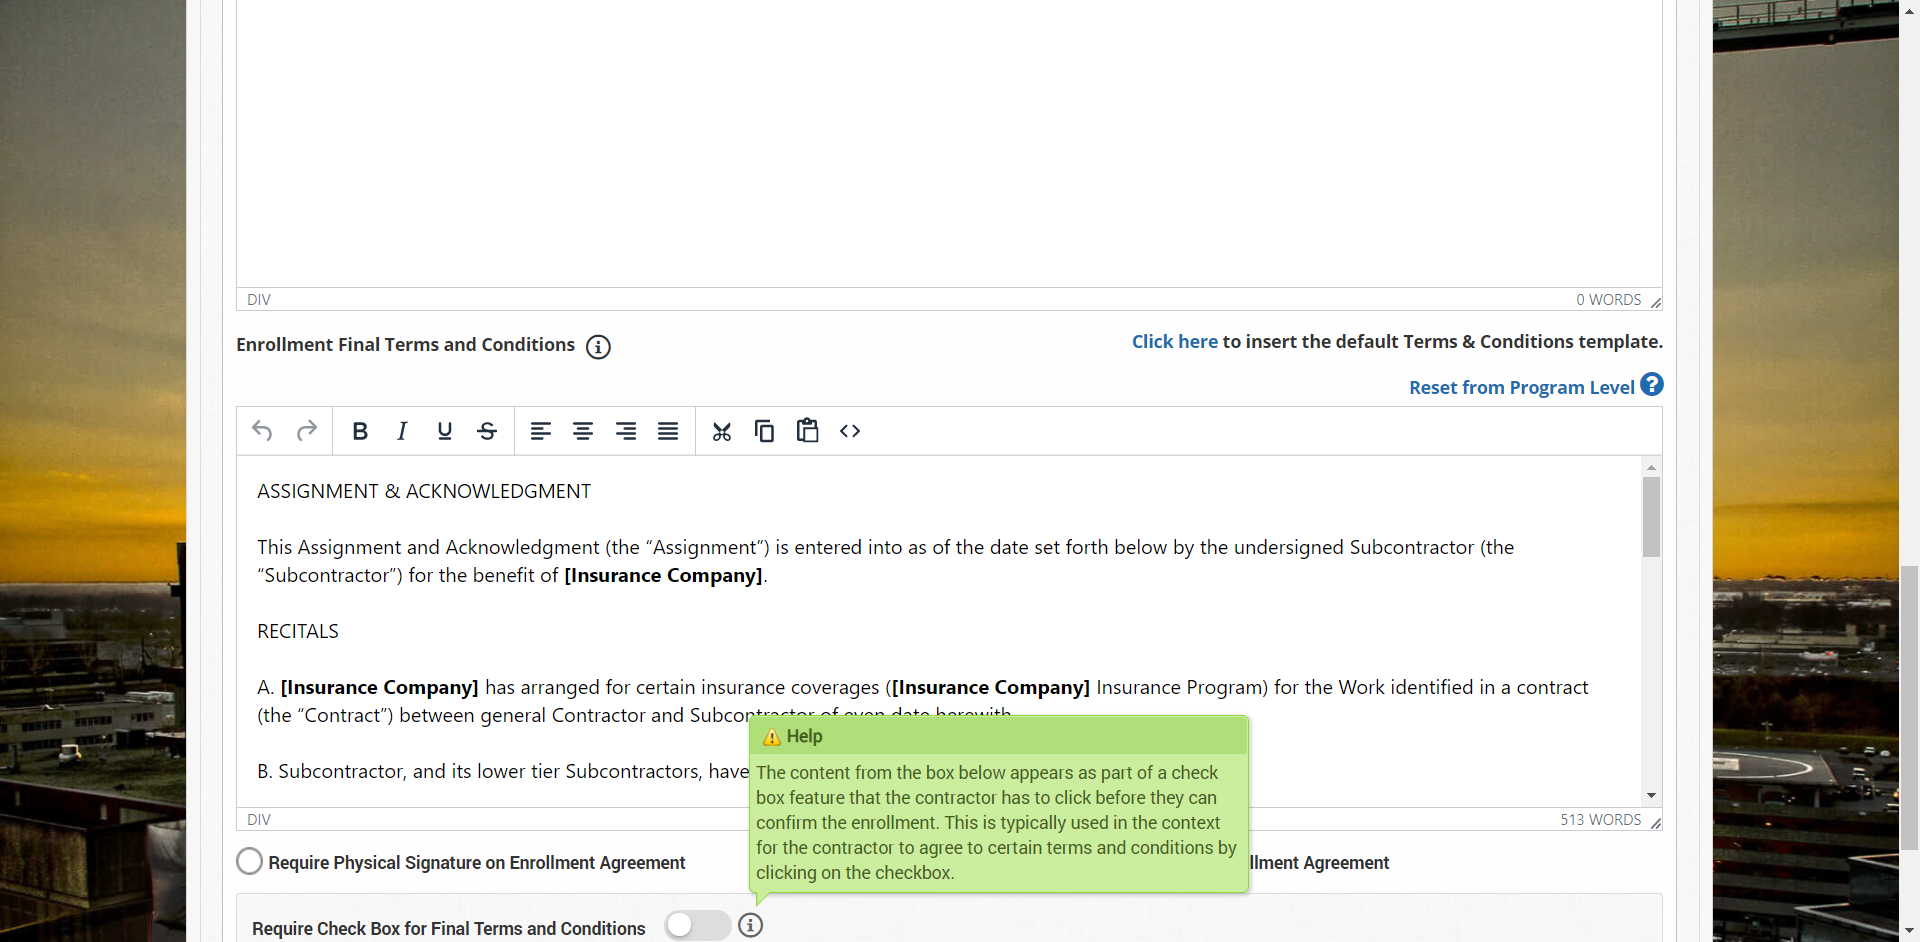 DIV
0 WORDS
Enrollment Final Terms and Conditions
Click here to insert the default Terms & Conditions template.
Reset from Program Level
ASSIGNMENT & ACKNOWLEDGMENT
This Assignment and Acknowledgment (the “Assignment”) is entered into as of the date set forth below by the undersigned Subcontractor (the
“Subcontractor”) for the benefit of [Insurance Company].
RECITALS
A. [Insurance Company] has arranged for certain insurance coverages ([Insurance Company] Insurance Program) for the Work identified in a contract
(the “Contract”) between general Contractor and Subcontractor of even date herewith
B. Subcontractor, and its lower tier Subcontractors, have
Help
The content from the box below appears as part of a check
box feature that the contractor has to click before they can
confirm the enrollment. This is typically used in the context
for the contractor to agree to certain terms and conditions by
clicking on the checkbox.
DIV
513 WORDS
Require Physical Signature on Enrollment Agreement
llment Agreement
Require Check Box for Final Terms and Conditions